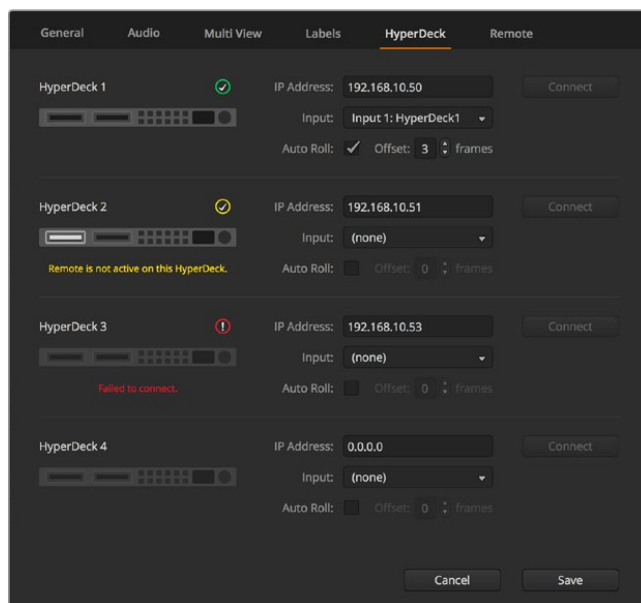 General Audio Multi View Labels HyperDeck Remote
HyperDeck 1 IP Address: 192.168.10.50 Connect
Input: Input 1: HyperDeck1
Auto Roll: Offset: 3 frames
HyperDeck 2 IP Address: 192.168.10.51 Connect
Input: (none)
Remote is not active on this HyperDeck. Auto Roll: Offset: 0 frames
HyperDeck 3 IP Address: 192.168.10.53 Connect
Input: (none)
Failed to connect. Auto Roll: Offset: 0 frames
HyperDeck 4 IP Address: 0.0.0.0 Connect
Input: (none)
Auto Roll: Offset: 0 frames
Cancel Save